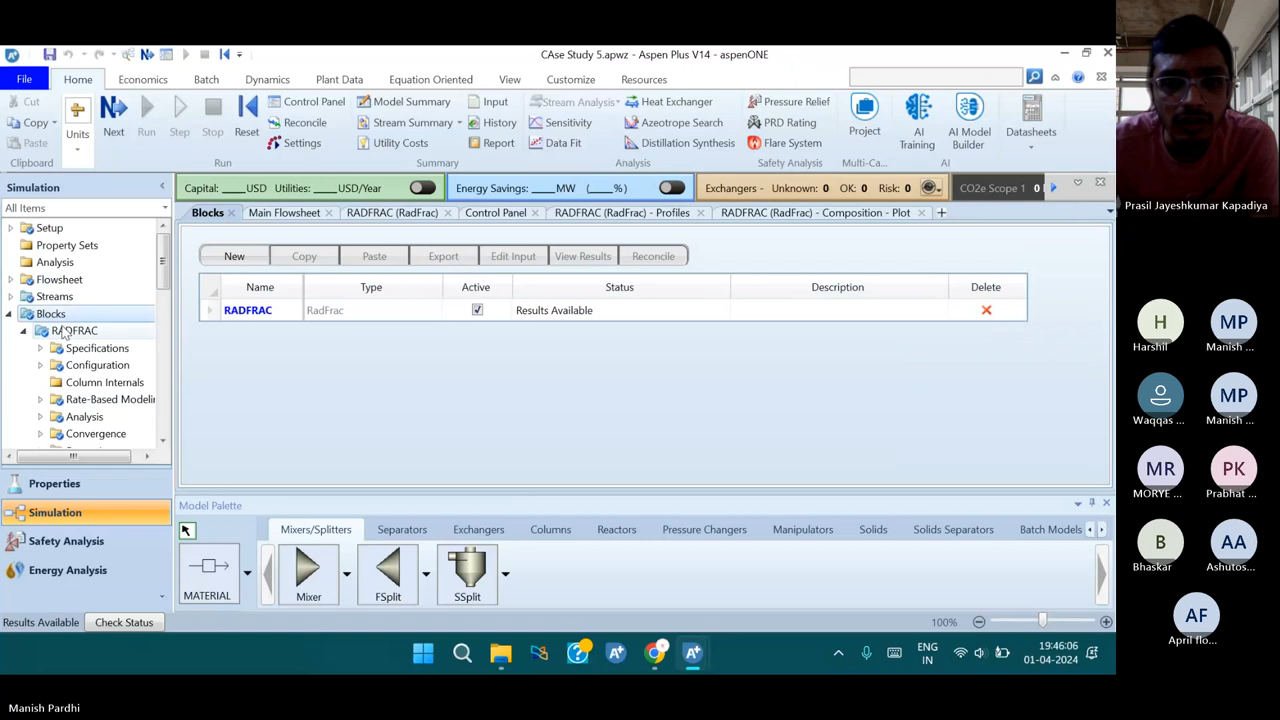 CAse Study 5.apwz - Aspen Plus V14 - aspenONE
File Home Economics Batch Dynamics Plant Data Equation Oriented View Customize Resources
Cut Copy Paste Clipboard
Units
Next Run Step Stop Reset Control Panel Reconcile Settings Run
Model Summary Input Stream Summary History Utility Costs Report Summary
Stream Analysis Heat Exchanger Sensitivity Azeotrope Search Data Fit Distillation Synthesis Analysis
Pressure Relief PRD Rating Flare System Safety Analysis
Project Multi-Ca...
AI Training AI Model Builder AI
Datasheets
Simulation
Capital: ____USD Utilities: ____USD/Year Energy Savings: ____MW (____%) Exchangers - Unknown: 0 OK: 0 Risk: 0 CO2e Scope 1 0
All Items
Blocks Main Flowsheet RADFRAC (RadFrac) Control Panel RADFRAC (RadFrac) - Profiles RADFRAC (RadFrac) - Composition - Plot +
Setup
Property Sets
Analysis
Flowsheet
Streams
Blocks
RADFRAC
Specifications
Configuration
Column Internals
Rate-Based Modelin
Analysis
Convergence
New Copy Paste Export Edit Input View Results Reconcile
Name Type Active Status Description Delete
RADFRAC RadFrac Results Available
Properties
Simulation
Safety Analysis
Energy Analysis
Model Palette
Mixers/Splitters Separators Exchangers Columns Reactors Pressure Changers Manipulators Solids Solids Separators Batch Models
MATERIAL Mixer FSplit SSplit
Results Available Check Status 100%
ENG
IN
19:46:06
01-04-2024
Prasil Jayeshkumar Kapadiya
H MP
Harshil Manish ...
MP
Waqqas ... Manish ...
MR PK
MORYE ... Prabhat ...
B AA
Bhaskar Ashutos...
AF
April flo...
Manish Pardhi